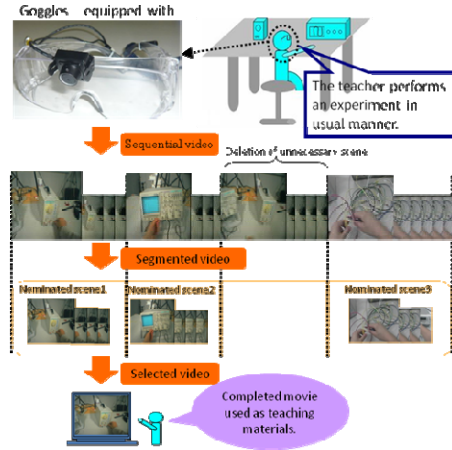 Goggles equipped with
The teacher performs
an experiment in
usual manner.
Sequential video
Deletion of unnecessary scene
Segmented video
Nominated scene1
Nominated scene2
Nominated scene3
Selected video
Completed movie
used as teaching
materials.